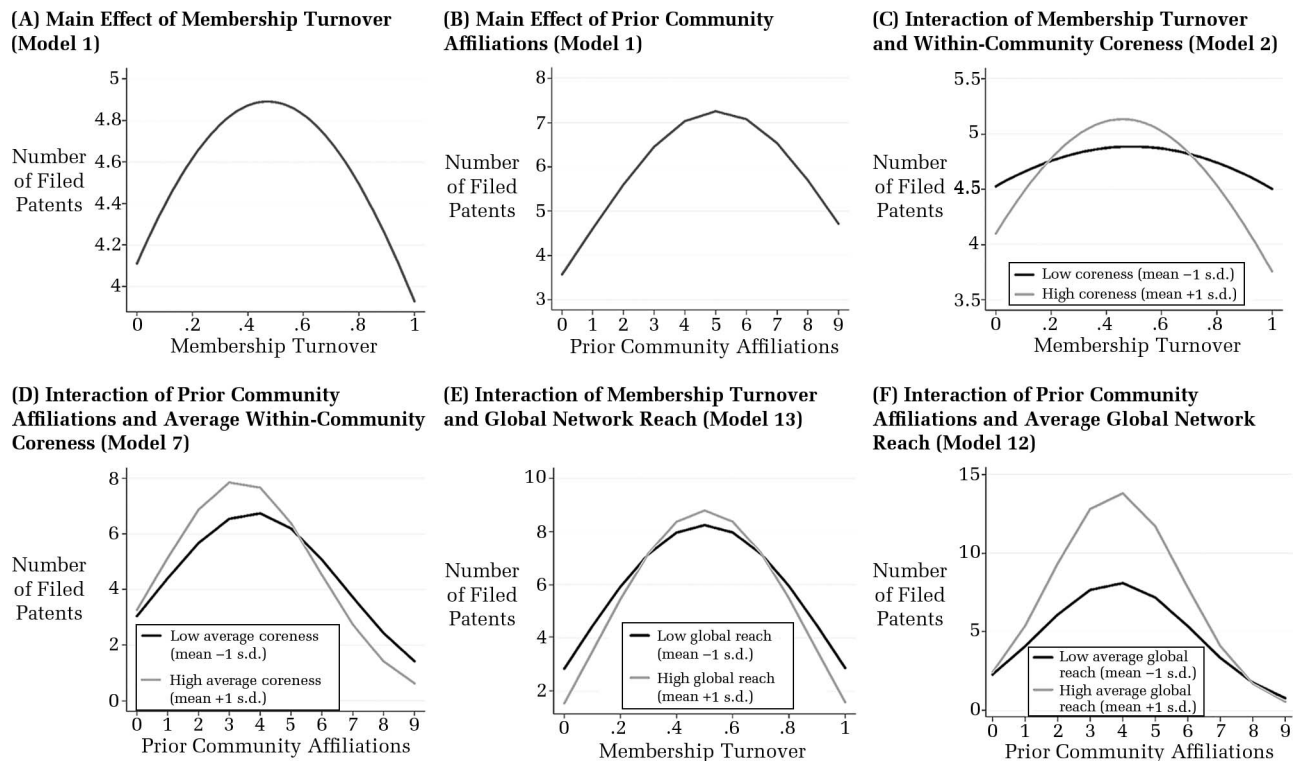 (A) Main Effect of Membership Turnover
(Model 1)
5
4.8
4.6
4.4
4.2
4
Number
of Filed
Patents
0 .2 .4 .6 .8 1
Membership Turnover
(B) Main Effect of Prior Community
Affiliations (Model 1)
8
7
6
5
4
3
Number
of Filed
Patents
0 1 2 3 4 5 6 7 8 9
Prior Community Affiliations
(C) Interaction of Membership Turnover
and Within-Community Coreness (Model 2)
5.5
5
4.5
4
3.5
Number
of Filed
Patents
Low coreness (mean −1 s.d.)
High coreness (mean +1 s.d.)
0 .2 .4 .6 .8 1
Membership Turnover
(D) Interaction of Prior Community
Affiliations and Average Within-Community
Coreness (Model 7)
8
6
4
2
0
Number
of Filed
Patents
Low average coreness
(mean −1 s.d.)
High average coreness
(mean +1 s.d.)
0 1 2 3 4 5 6 7 8 9
Prior Community Affiliations
(E) Interaction of Membership Turnover
and Global Network Reach (Model 13)
10
8
6
4
2
Number
of Filed
Patents
Low global reach
(mean −1 s.d.)
High global reach
(mean +1 s.d.)
0 .2 .4 .6 .8 1
Membership Turnover
(F) Interaction of Prior Community
Affiliations and Average Global Network
Reach (Model 12)
15
10
5
0
Number
of Filed
Patents
Low average global
reach (mean −1 s.d.)
High average global
reach (mean +1 s.d.)
0 1 2 3 4 5 6 7 8 9
Prior Community Affiliations